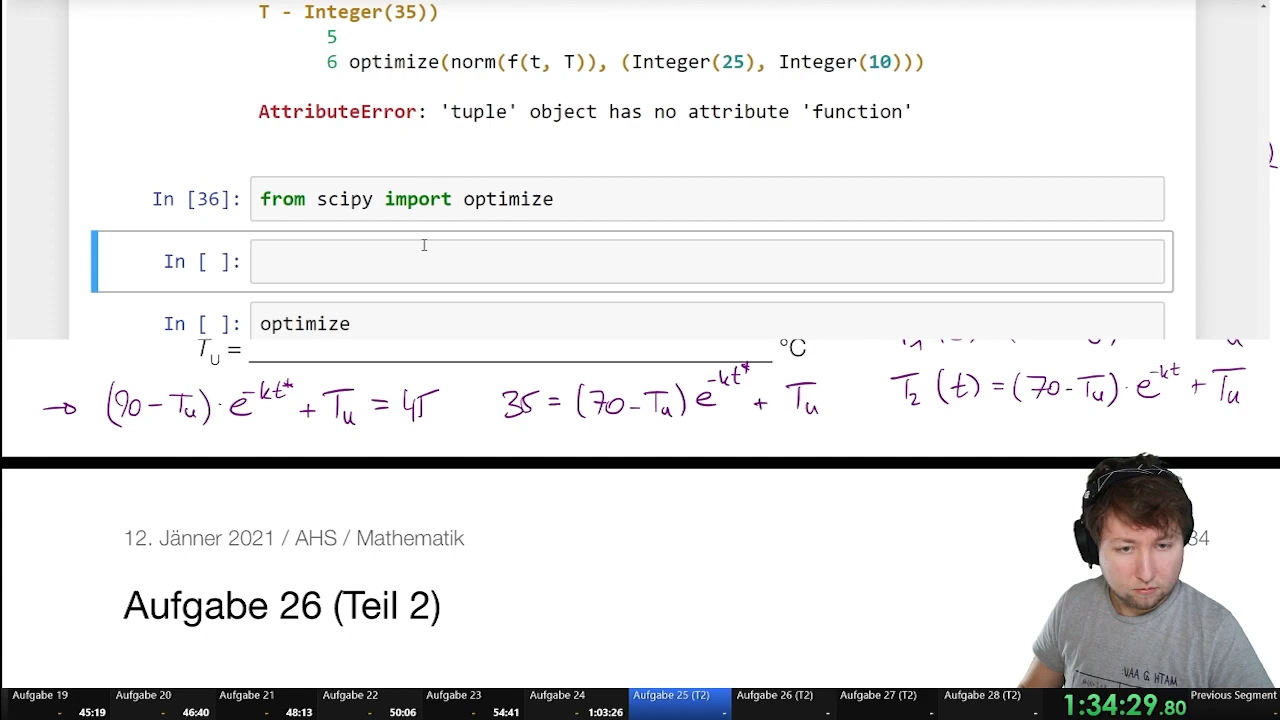 T - Integer(35))
5
6 optimize(norm(f(t, T)), (Integer(25), Integer(10)))
AttributeError: 'tuple' object has no attribute 'function'
In [36]: from scipy import optimize
In [ ]:
In [ ]: optimize
T_U = °C
→ (90 - T_u) · e^-kt* + T_u = 45 35 = (70 - T_u) e^-kt* + T_u T_2 (t) = (70 - T_u) · e^-kt + T_u
12. Jänner 2021 / AHS / Mathematik 34
Aufgabe 26 (Teil 2)
Aufgabe 19 Aufgabe 20 Aufgabe 21 Aufgabe 22 Aufgabe 23 Aufgabe 24 Aufgabe 25 (T2) Aufgabe 26 (T2) Aufgabe 27 (T2) Aufgabe 28 (T2) 1:34:29.80 Previous Segment
- 45:19 - 46:40 - 48:13 - 50:06 - 54:41 - 1:03:26 - - - - -